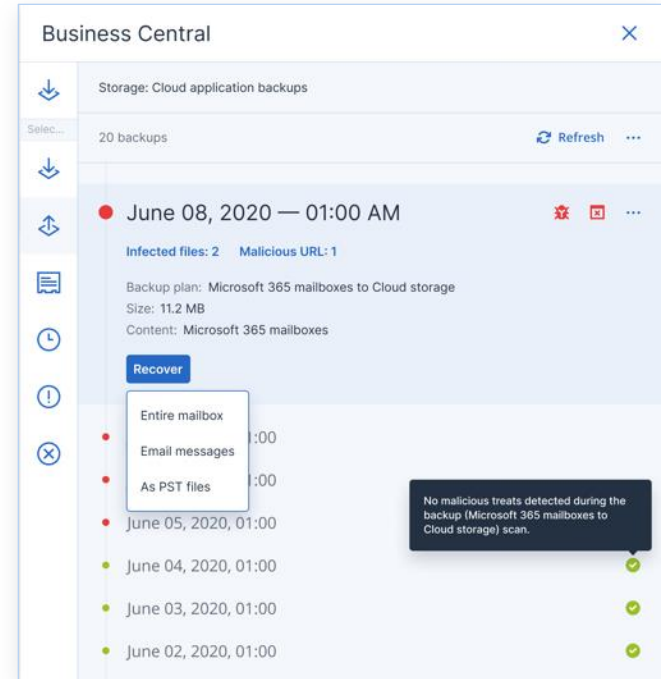 Business Central
Storage: Cloud application backups
Selec...
20 backups
Refresh
June 08, 2020 — 01:00 AM
Infected files: 2 Malicious URL: 1
Backup plan: Microsoft 365 mailboxes to Cloud storage
Size: 11.2 MB
Content: Microsoft 365 mailboxes
Recover
Entire mailbox
:00
Email messages
:00
As PST files
No malicious treats detected during the
backup (Microsoft 365 mailboxes to
Cloud storage) scan.
June 05, 2020, 01:00
June 04, 2020, 01:00
June 03, 2020, 01:00
June 02, 2020, 01:00